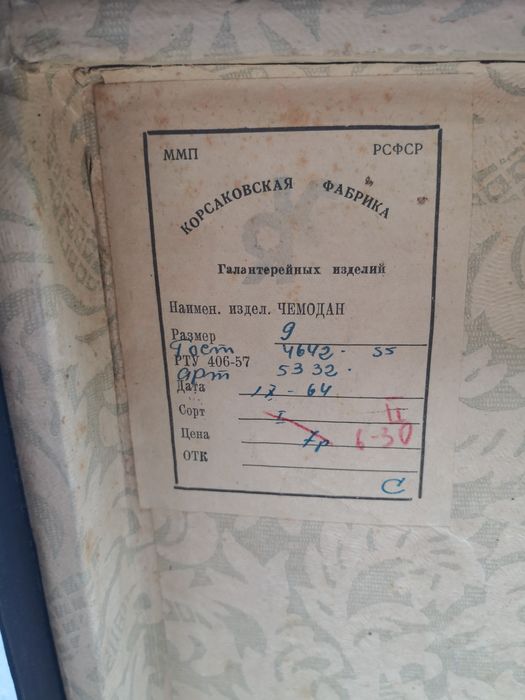 ММП РСФСР
КОРСАКОВСКАЯ ФАБРИКА
Галантерейных изделий
Наимен. издел. ЧЕМОДАН
Размер 9
Гост 4642 - 55
РТУ 406-57
арт 5332.
Дата IX - 64
Сорт I II
Цена 7р 6-30
ОТК
С